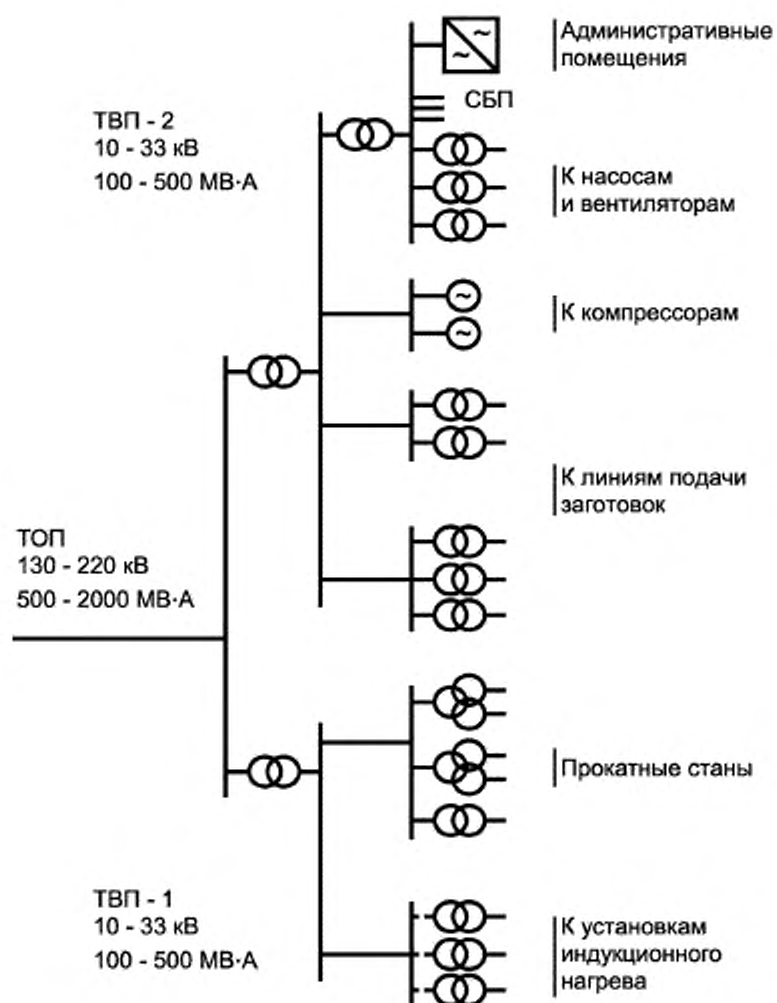 Административные
помещения
СБП
ТВП - 2
10 - 33 кВ
100 - 500 МВ·А
К насосам
и вентиляторам
~
~
~
~
К компрессорам
К линиям подачи
заготовок
ТОП
130 - 220 кВ
500 - 2000 МВ·А
Прокатные станы
ТВП - 1
10 - 33 кВ
100 - 500 МВ·А
К установкам
индукционного
нагрева